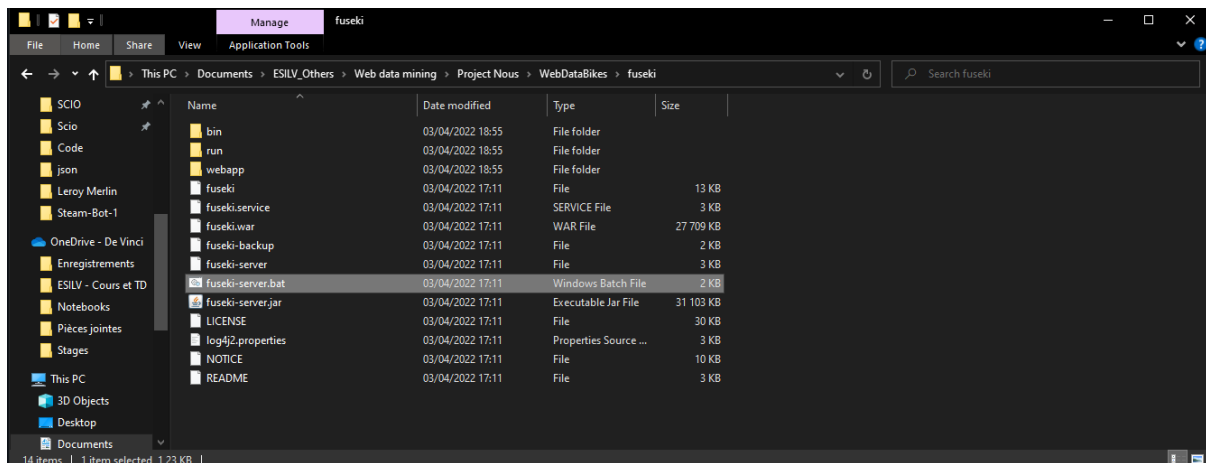 Manage fuseki
File Home Share View Application Tools
This PC > Documents > ESILV_Others > Web data mining > Project Nous > WebDataBikes > fuseki Search fuseki
SCIO
Scio
Code
json
Leroy Merlin
Steam-Bot-1
OneDrive - De Vinci
Enregistrements
ESILV - Cours et TD
Notebooks
Pièces jointes
Stages
This PC
3D Objects
Desktop
Documents
Name Date modified Type Size
bin 03/04/2022 18:55 File folder
run 03/04/2022 18:55 File folder
webapp 03/04/2022 18:55 File folder
fuseki 03/04/2022 17:11 File 13 KB
fuseki.service 03/04/2022 17:11 SERVICE File 3 KB
fuseki.war 03/04/2022 17:11 WAR File 27 709 KB
fuseki-backup 03/04/2022 17:11 File 2 KB
fuseki-server 03/04/2022 17:11 File 3 KB
fuseki-server.bat 03/04/2022 17:11 Windows Batch File 2 KB
fuseki-server.jar 03/04/2022 17:11 Executable Jar File 31 103 KB
LICENSE 03/04/2022 17:11 File 30 KB
log4j2.properties 03/04/2022 17:11 Properties Source ... 3 KB
NOTICE 03/04/2022 17:11 File 10 KB
README 03/04/2022 17:11 File 3 KB
14 items 1 item selected 1,23 KB